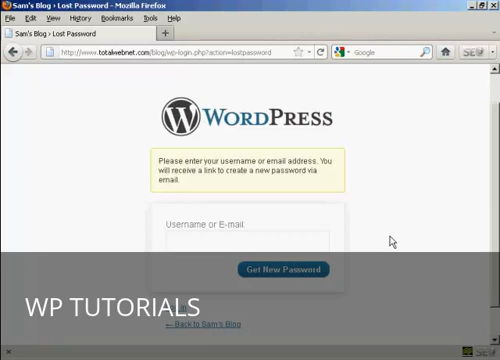 Sam's Blog › Lost Password - Mozilla Firefox
File Edit View History Bookmarks Tools Help
Sam's Blog › Lost Password
http://www.totalwebnet.com/blog/wp-login.php?action=lostpassword
Google
WORDPRESS
Please enter your username or email address. You
will receive a link to create a new password via
email.
Username or E-mail:
Get New Password
WP TUTORIALS
← Back to Sam's Blog